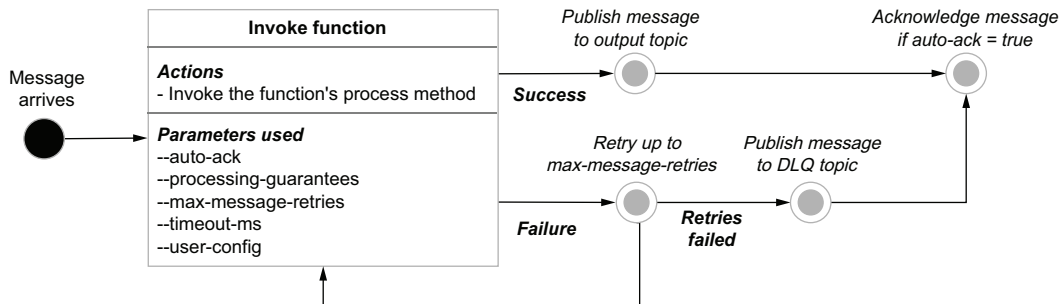 Message
arrives
Invoke function
Actions
- Invoke the function's process method
Parameters used
--auto-ack
--processing-guarantees
--max-message-retries
--timeout-ms
--user-config
Success
Publish message
to output topic
Acknowledge message
if auto-ack = true
Failure
Retry up to
max-message-retries
Retries
failed
Publish message
to DLQ topic